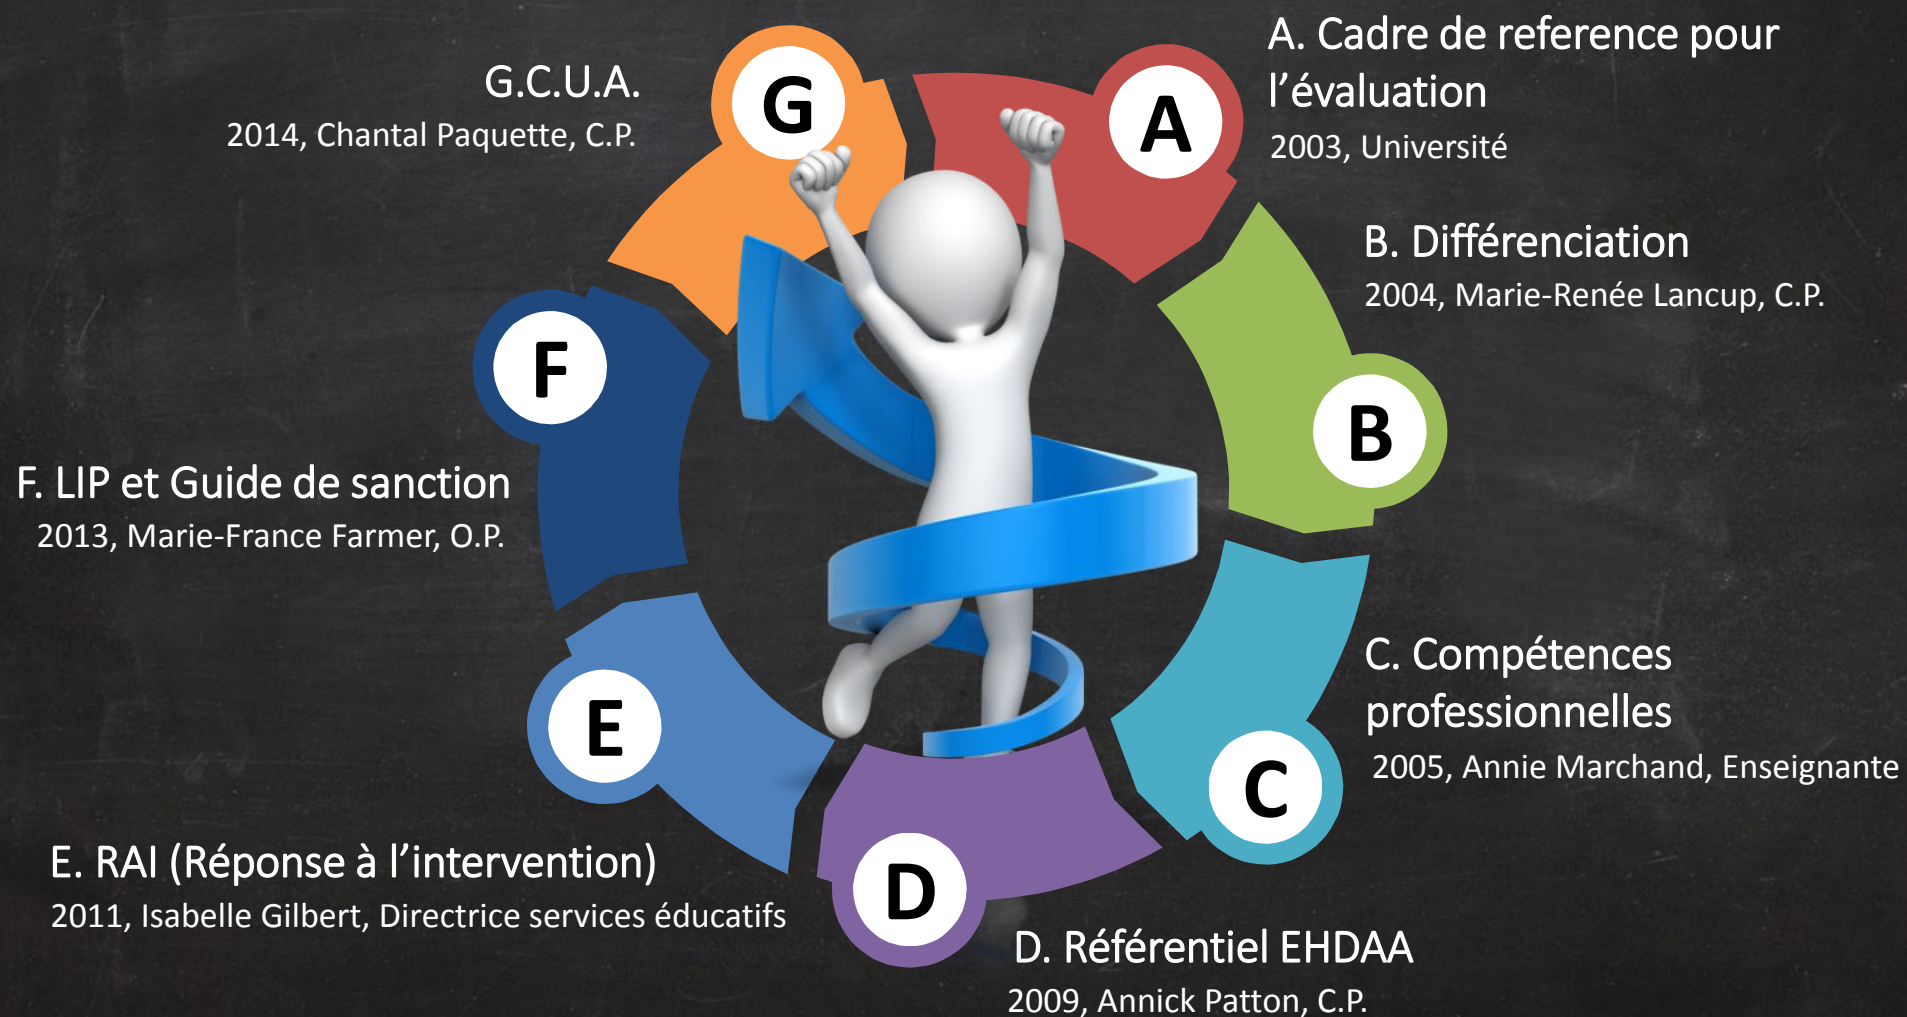 A
A. Cadre de reference pour
l’évaluation
2003, Université
B
B. Différenciation
2004, Marie-Renée Lancup, C.P.
C
C. Compétences
professionnelles
2005, Annie Marchand, Enseignante
D
D. Référentiel EHDAA
2009, Annick Patton, C.P.
E
E. RAI (Réponse à l’intervention)
2011, Isabelle Gilbert, Directrice services éducatifs
F
F. LIP et Guide de sanction
2013, Marie-France Farmer, O.P.
G
G.C.U.A.
2014, Chantal Paquette, C.P.